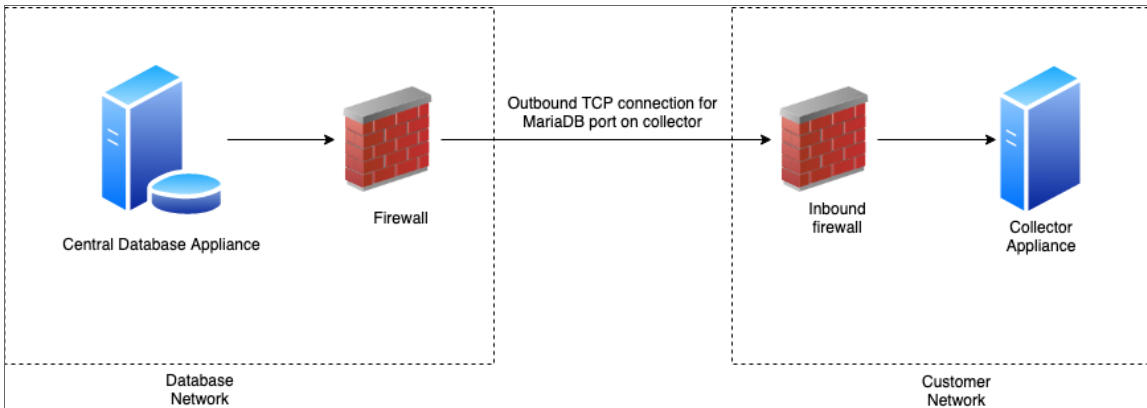 Outbound TCP connection for
MariaDB port on collector
Central Database Appliance
Firewall
Inbound
firewall
Collector
Appliance
Database
Network
Customer
Network